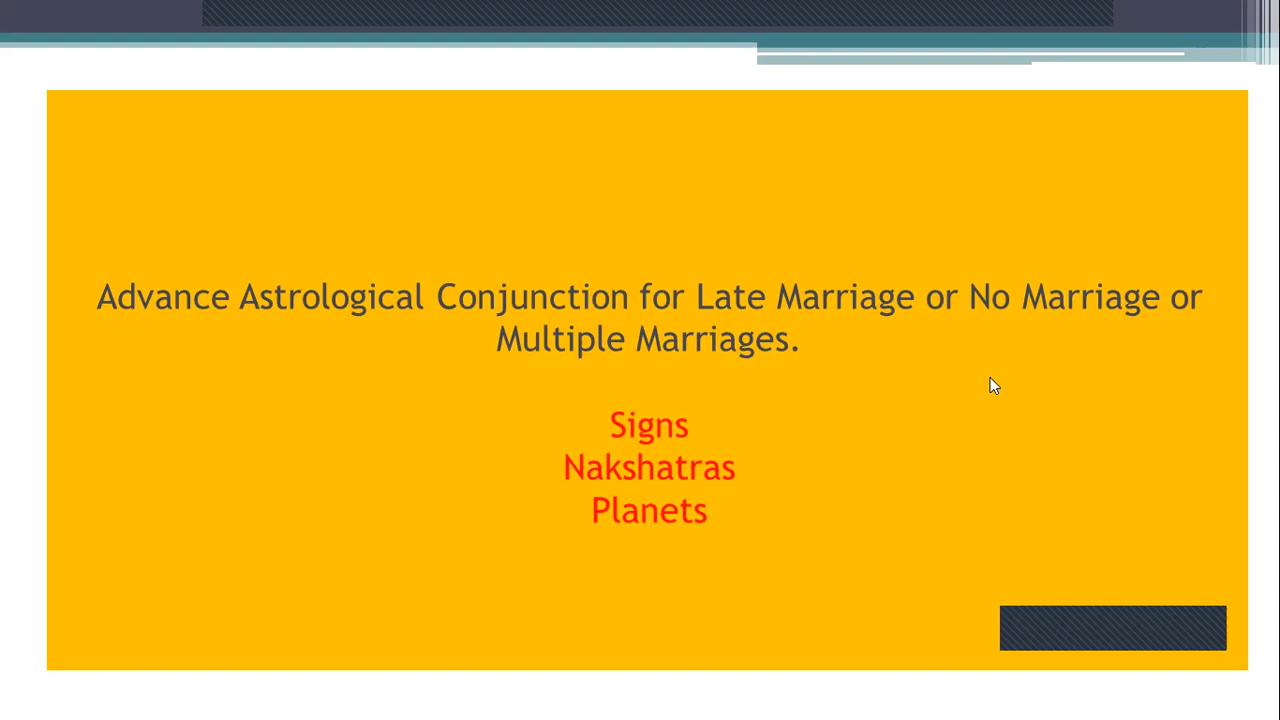 Advance Astrological Conjunction for Late Marriage or No Marriage or
Multiple Marriages.
Signs
Nakshatras
Planets